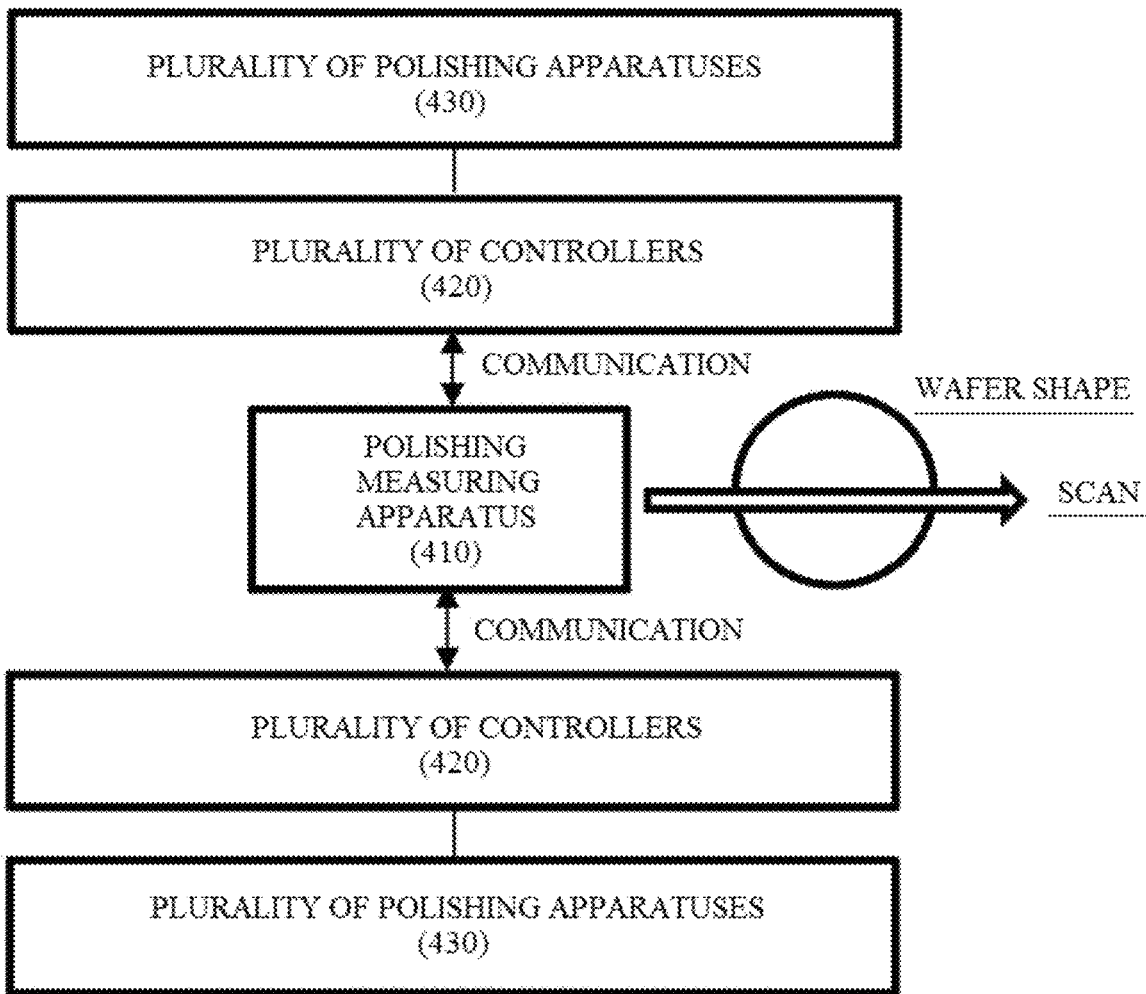 PLURALITY OF POLISHING APPARATUSES
(430)
PLURALITY OF CONTROLLERS
(420)
COMMUNICATION
WAFER SHAPE
POLISHING
MEASURING
APPARATUS
(410)
SCAN
COMMUNICATION
PLURALITY OF CONTROLLERS
(420)
PLURALITY OF POLISHING APPARATUSES
(430)